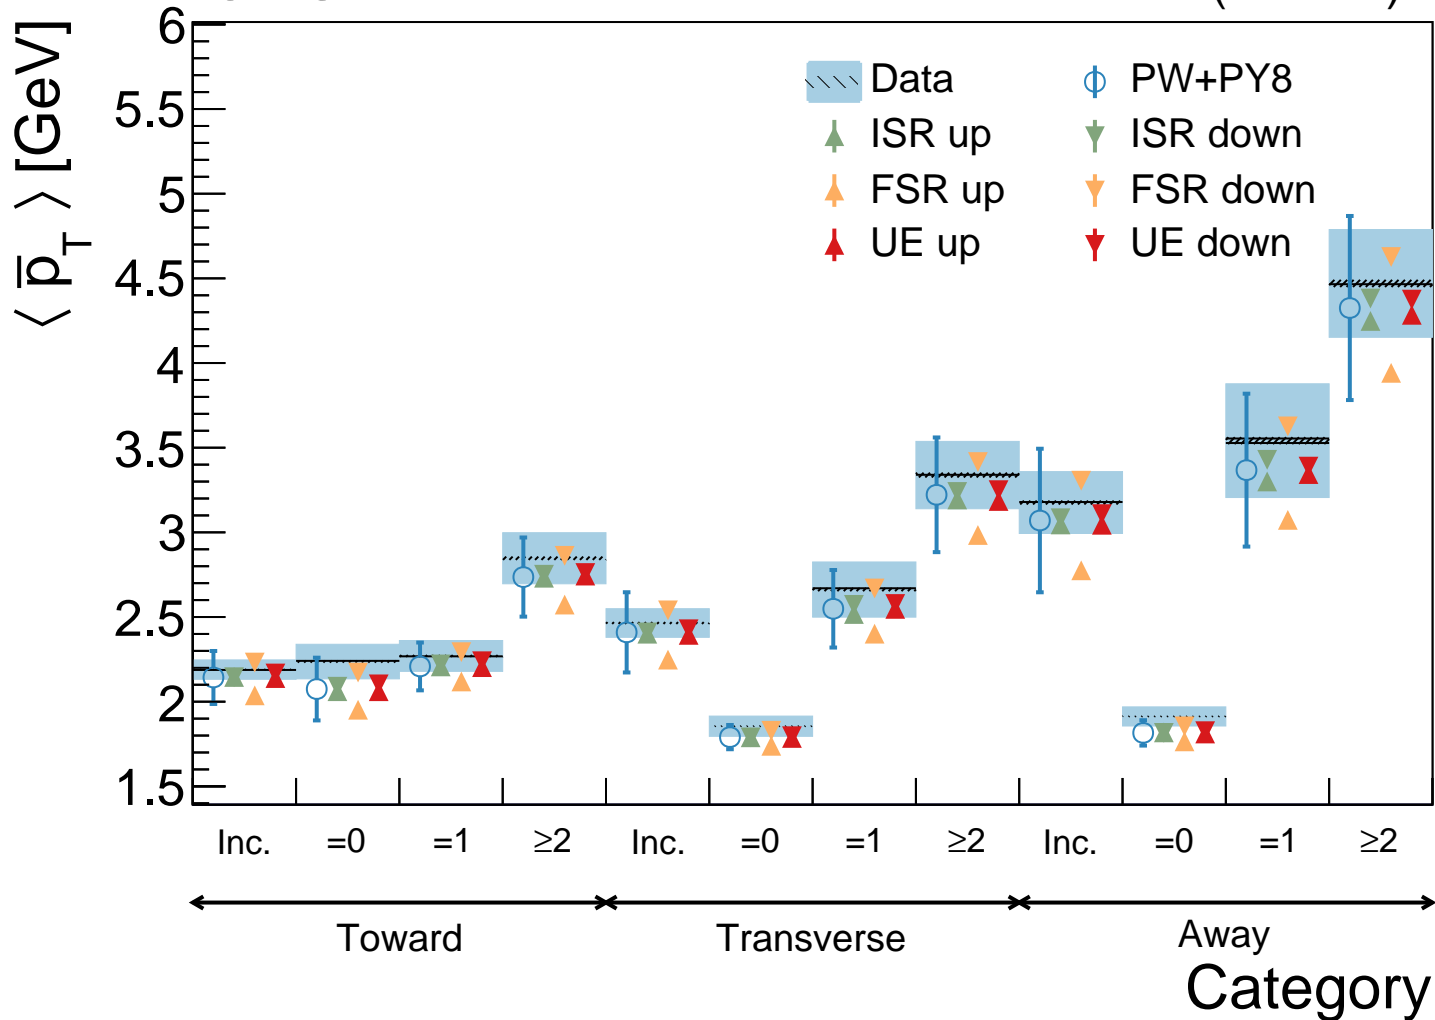 6
5.5
5
4.5
4
3.5
3
2.5
2
1.5
⟨ p̅_T ⟩ [GeV]
Data
PW+PY8
ISR up
ISR down
FSR up
FSR down
UE up
UE down
Inc. =0 =1 ≥2 Inc. =0 =1 ≥2 Inc. =0 =1 ≥2
Toward Transverse Away
Category